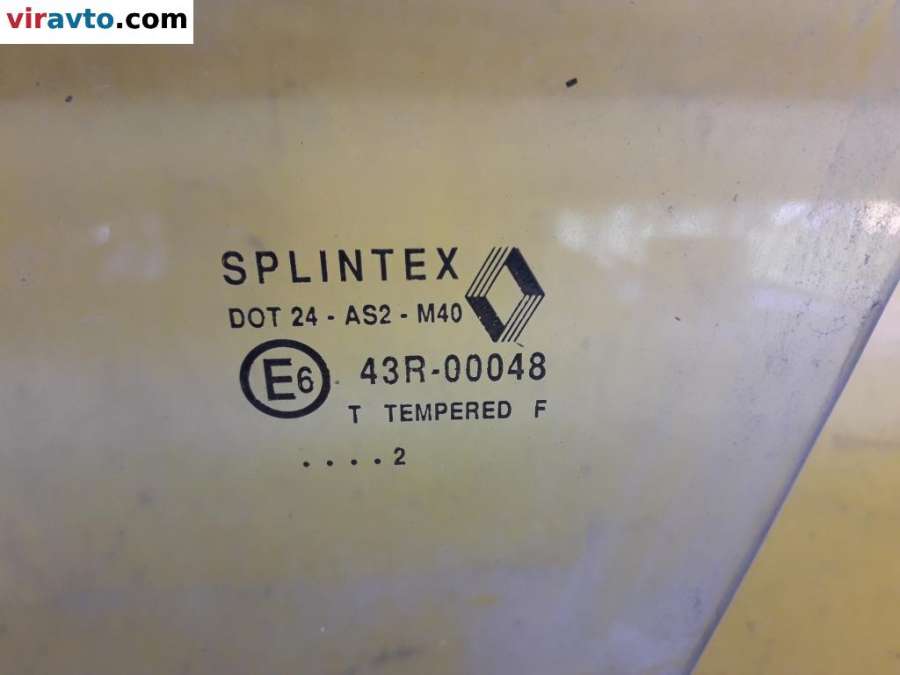 viravto.com
SPLINTEX
DOT 24 - AS2 - M40
E6 43R-00048
T TEMPERED F
. . . . 2